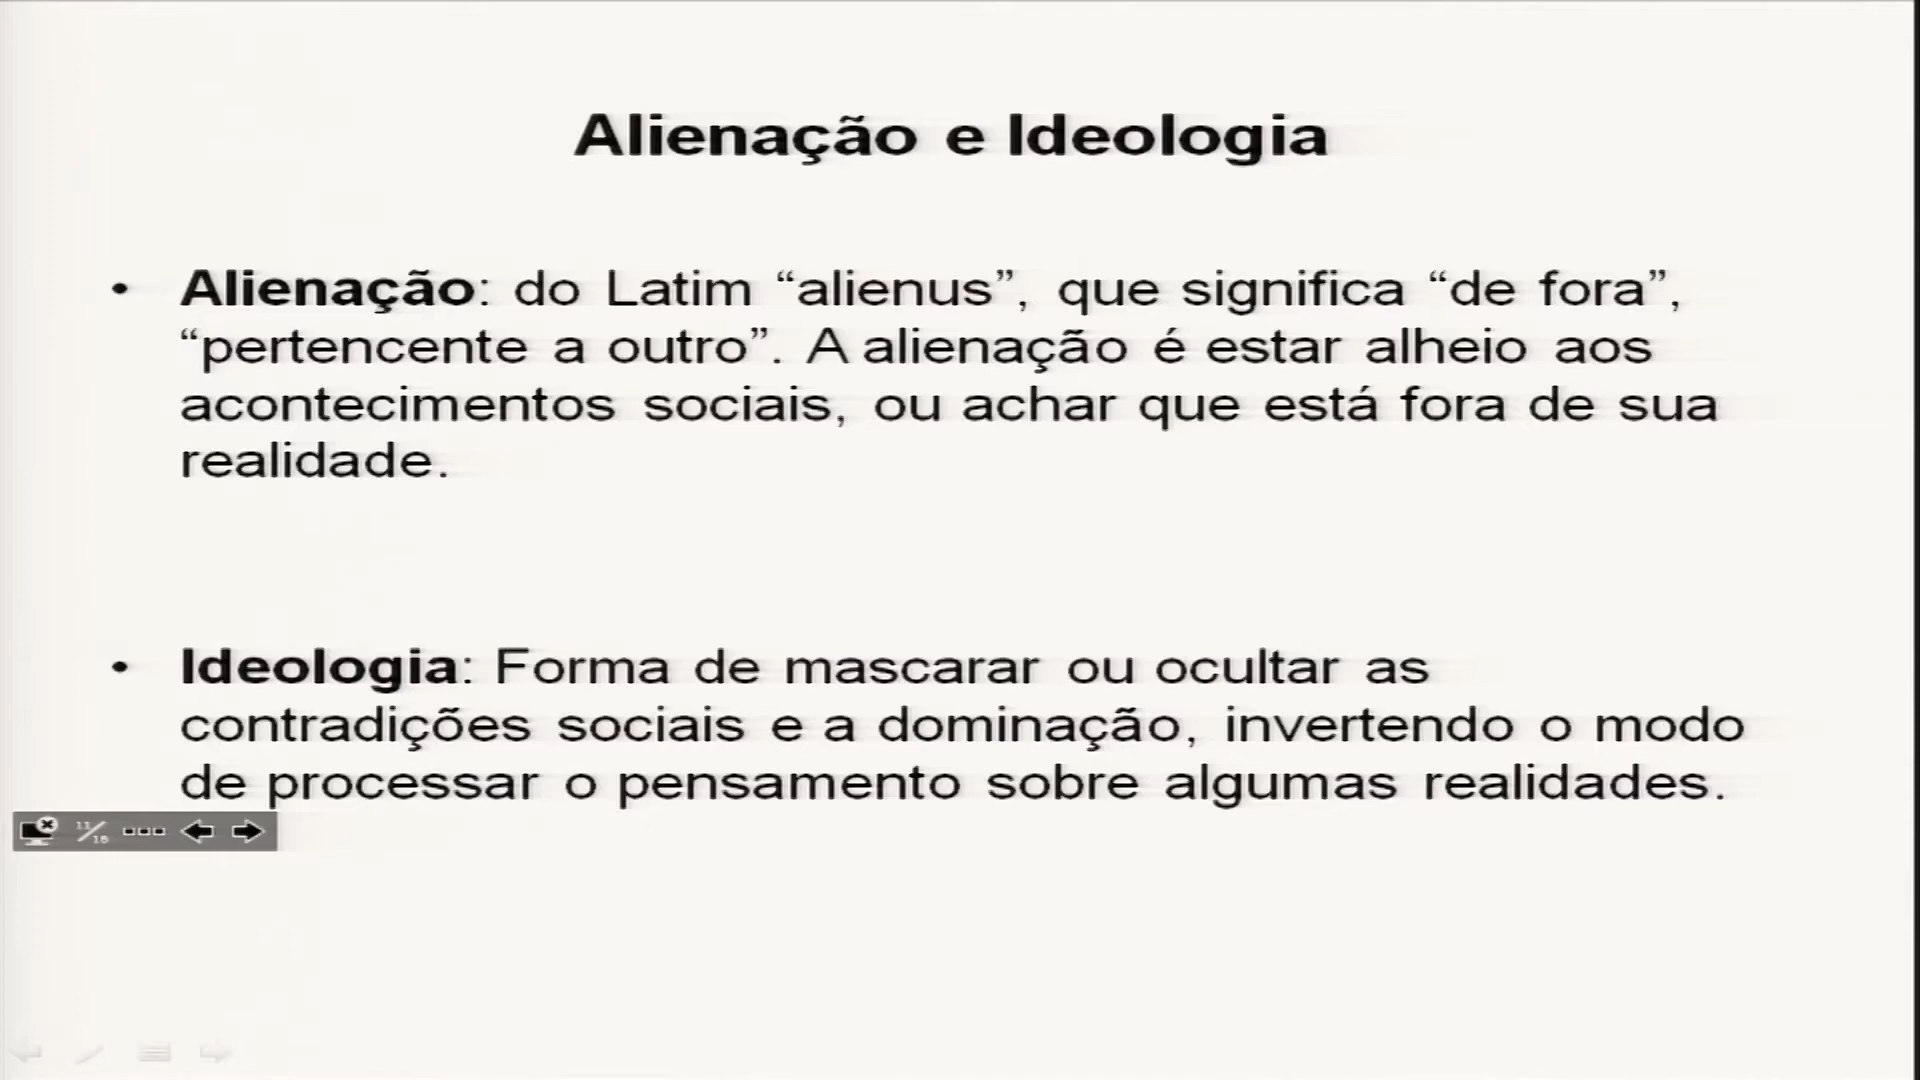 Alienação e Ideologia
• Alienação: do Latim “alienus”, que significa “de fora”,
“pertencente a outro”. A alienação é estar alheio aos
acontecimentos sociais, ou achar que está fora de sua
realidade.
• Ideologia: Forma de mascarar ou ocultar as
contradições sociais e a dominação, invertendo o modo
de processar o pensamento sobre algumas realidades.